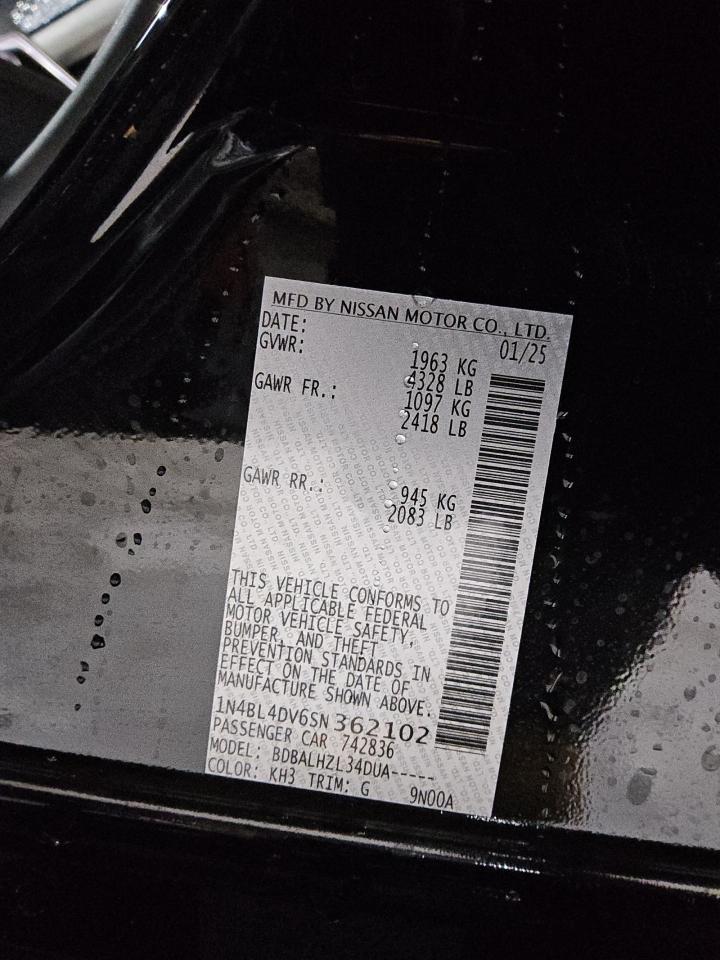 MFD BY NISSAN MOTOR CO., LTD.
DATE: 01/25
GVWR: 1963 KG
4328 LB
GAWR FR.: 1097 KG
2418 LB
GAWR RR.: 945 KG
2083 LB
THIS VEHICLE CONFORMS TO
ALL APPLICABLE FEDERAL
MOTOR VEHICLE SAFETY,
BUMPER, AND THEFT
PREVENTION STANDARDS IN
EFFECT ON THE DATE OF
MANUFACTURE SHOWN ABOVE.
1N4BL4DV6SN362102
PASSENGER CAR 742836
MODEL: BDBALHZL34DUA-----
COLOR: KH3 TRIM: G 9N00A